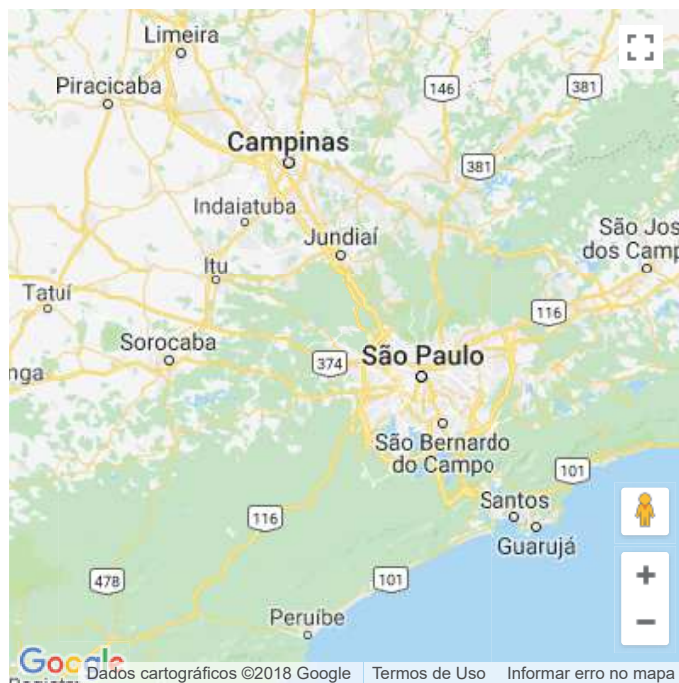 Limeira
Piracicaba
146
381
Campinas
381
Indaiatuba
Jundiaí
São Jos
dos Camp
Itu
Tatuí
116
Sorocaba
374
São Paulo
nga
São Bernardo
do Campo
101
Santos
116
Guarujá
478
101
Peruíbe
Google
Dados cartográficos ©2018 Google
Termos de Uso
Informar erro no mapa